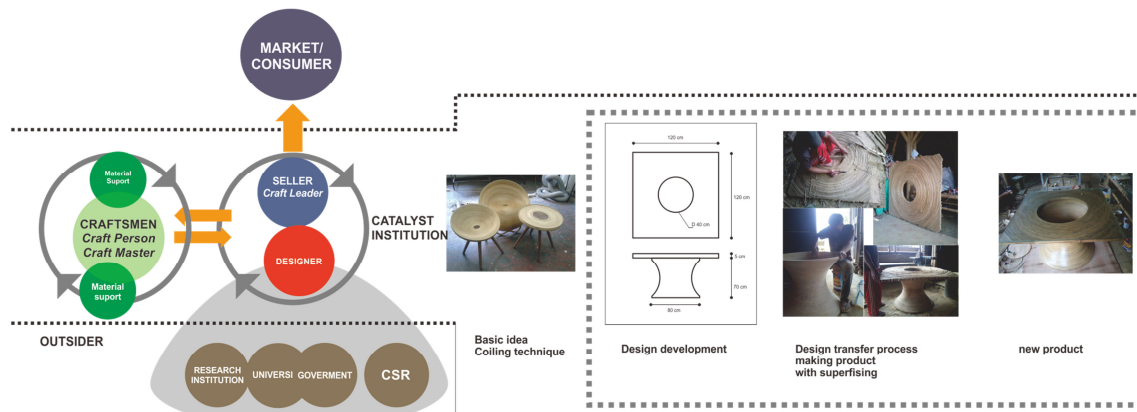 MARKET/
CONSUMER
Material
Suport
CRAFTSMEN
Craft Person
Craft Master
Material
suport
SELLER
Craft Leader
DESIGNER
CATALYST
INSTITUTION
OUTSIDER
RESEARCH
INSTITUTION
UNIVERSI
GOVERMENT
CSR
Basic idea
Coiling technique
120 cm
120 cm
D 40 cm
5 cm
70 cm
80 cm
Design development
Design transfer process
making product
with superfising
new product